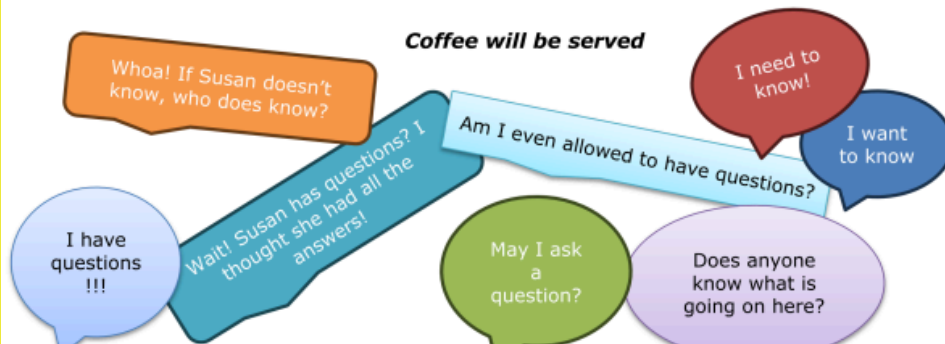 Coffee will be served
Whoa! If Susan doesn't
know, who does know?
I need to
know!
I want
to know
Am I even allowed to have questions?
Wait! Susan has questions? I
thought she had all the
answers!
I have
questions
!!!
May I ask
a
question?
Does anyone
know what is
going on here?